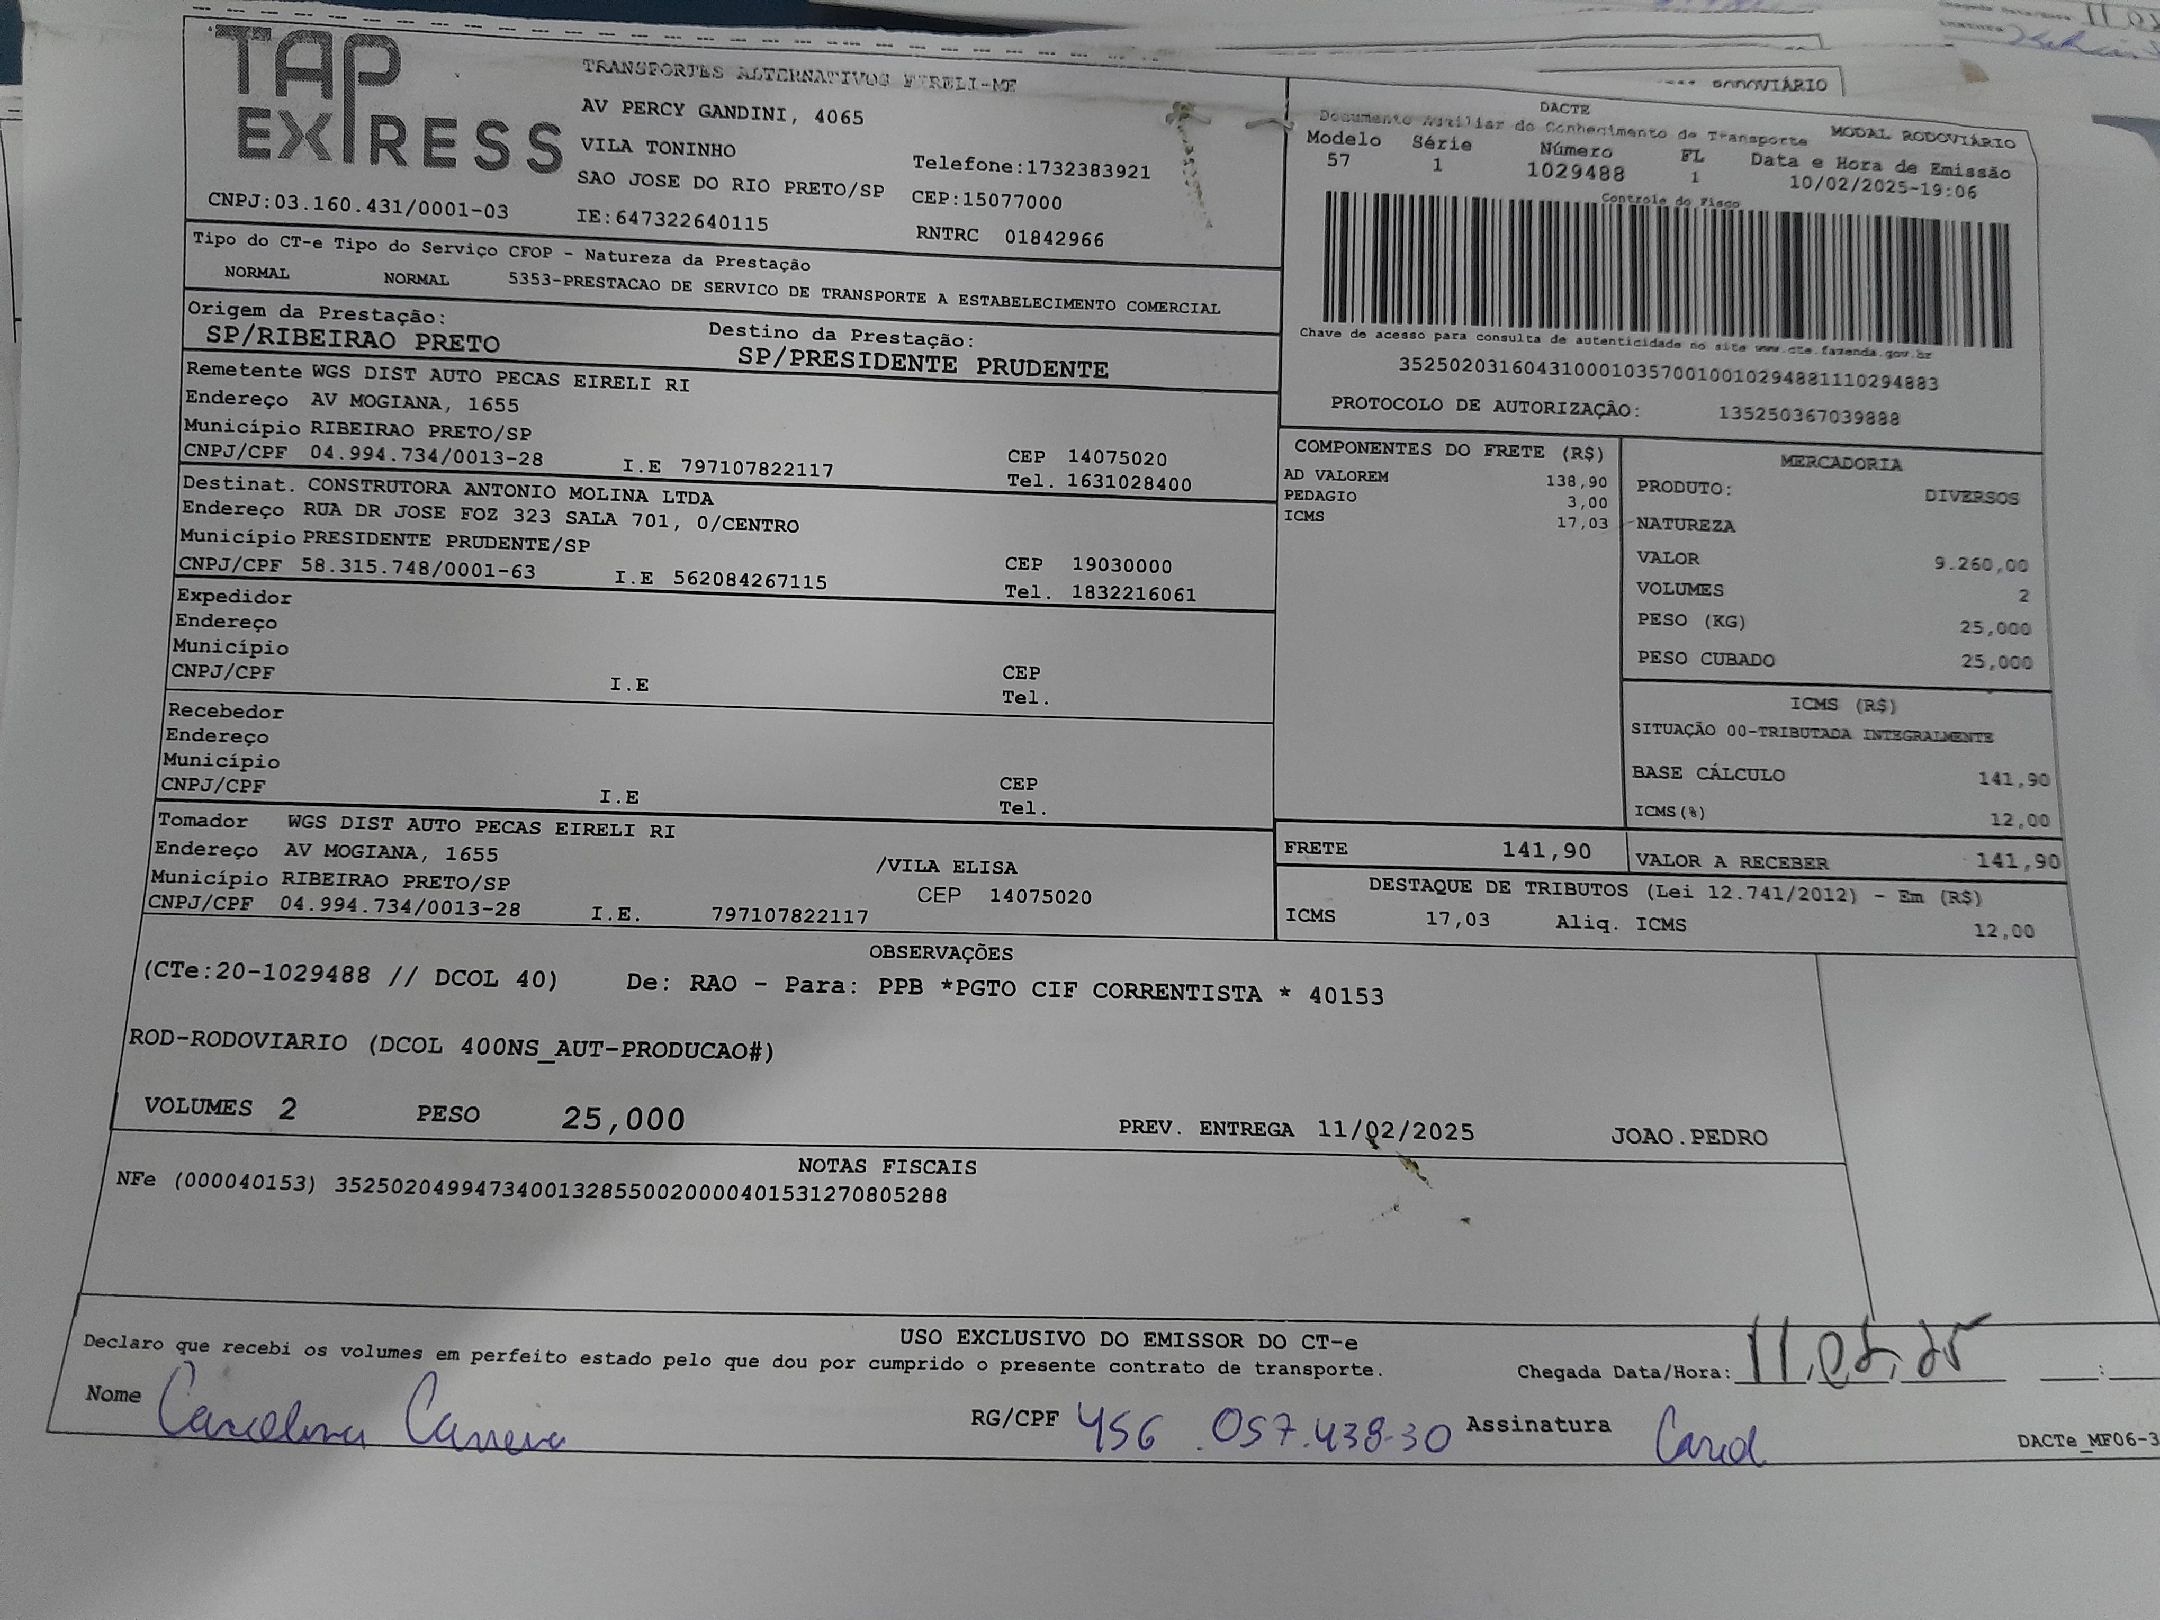 TAP EXPRESS
TRANSPORTES ALTERNATIVOS EIRELI-ME
AV PERCY GANDINI, 4065
VILA TONINHO
Telefone:1732383921
SAO JOSE DO RIO PRETO/SP CEP:15077000
CNPJ:03.160.431/0001-03 IE:647322640115 RNTRC 01842966
RODOVIÁRIO
DACTE
Documento Auxiliar do Conhecimento de Transporte MODAL RODOVIÁRIO
Modelo Série Número FL Data e Hora de Emissão
57 1 1029488 1 10/02/2025-19:06
Controle do Fisco
Chave de acesso para consulta de autenticidade no site www.cte.fazenda.gov.br
35250203160431000103570010010294881110294883
PROTOCOLO DE AUTORIZAÇÃO: 135250367039888
Tipo do CT-e Tipo do Serviço CFOP - Natureza da Prestação
NORMAL NORMAL 5353-PRESTACAO DE SERVICO DE TRANSPORTE A ESTABELECIMENTO COMERCIAL
Origem da Prestação: Destino da Prestação:
SP/RIBEIRAO PRETO SP/PRESIDENTE PRUDENTE
Remetente WGS DIST AUTO PECAS EIRELI RI
Endereço AV MOGIANA, 1655
Município RIBEIRAO PRETO/SP CEP 14075020
CNPJ/CPF 04.994.734/0013-28 I.E 797107822117 Tel. 1631028400
Destinat. CONSTRUTORA ANTONIO MOLINA LTDA
Endereço RUA DR JOSE FOZ 323 SALA 701, 0/CENTRO
Município PRESIDENTE PRUDENTE/SP CEP 19030000
CNPJ/CPF 58.315.748/0001-63 I.E 562084267115 Tel. 1832216061
Expedidor
Endereço
Município CEP
CNPJ/CPF I.E Tel.
Recebedor
Endereço
Município CEP
CNPJ/CPF I.E Tel.
Tomador WGS DIST AUTO PECAS EIRELI RI
Endereço AV MOGIANA, 1655 /VILA ELISA
Município RIBEIRAO PRETO/SP CEP 14075020
CNPJ/CPF 04.994.734/0013-28 I.E. 797107822117
COMPONENTES DO FRETE (R$)
AD VALOREM 138,90
PEDAGIO 3,00
ICMS 17,03
MERCADORIA
PRODUTO: DIVERSOS
NATUREZA
VALOR 9.260,00
VOLUMES 2
PESO (KG) 25,000
PESO CUBADO 25,000
ICMS (R$)
SITUAÇÃO 00-TRIBUTADA INTEGRALMENTE
BASE CÁLCULO 141,90
ICMS(%) 12,00
FRETE 141,90 VALOR A RECEBER 141,90
DESTAQUE DE TRIBUTOS (Lei 12.741/2012) - Em (R$)
ICMS 17,03 Aliq. ICMS 12,00
OBSERVAÇÕES
(CTe:20-1029488 // DCOL 40) De: RAO - Para: PPB *PGTO CIF CORRENTISTA * 40153
ROD-RODOVIARIO (DCOL 400NS_AUT-PRODUCAO#)
VOLUMES 2 PESO 25,000 PREV. ENTREGA 11/02/2025 JOAO.PEDRO
NOTAS FISCAIS
NFe (000040153) 35250204994734001328550020000401531270805288
USO EXCLUSIVO DO EMISSOR DO CT-e
Declaro que recebi os volumes em perfeito estado pelo que dou por cumprido o presente contrato de transporte.
Chegada Data/Hora: 11.02.25 :
Nome RG/CPF 456.057.438-30 Assinatura
DACTe_MF06-3